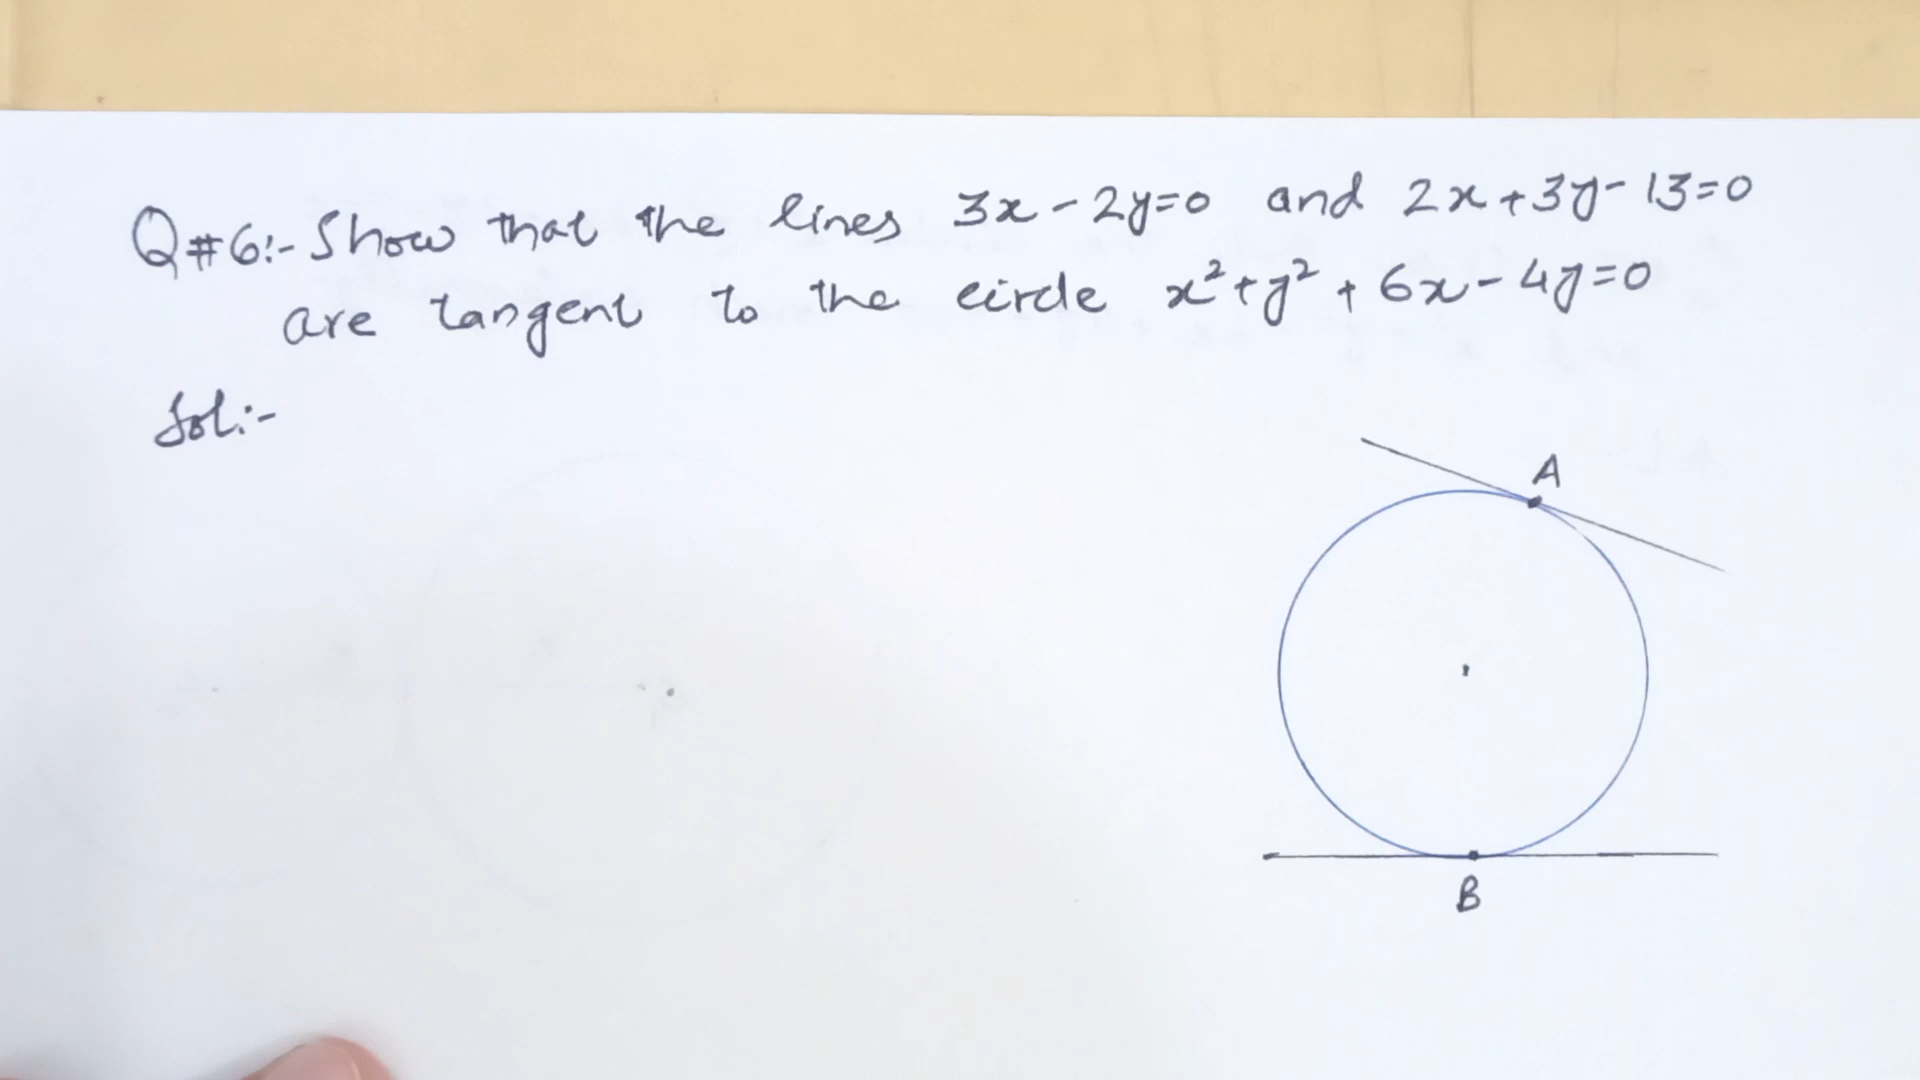 Q#6:- Show that the lines 3x-2y=0 and 2x+3y-13=0
are tangent to the circle x²+y²+6x-4y=0
Sol:-
A
B